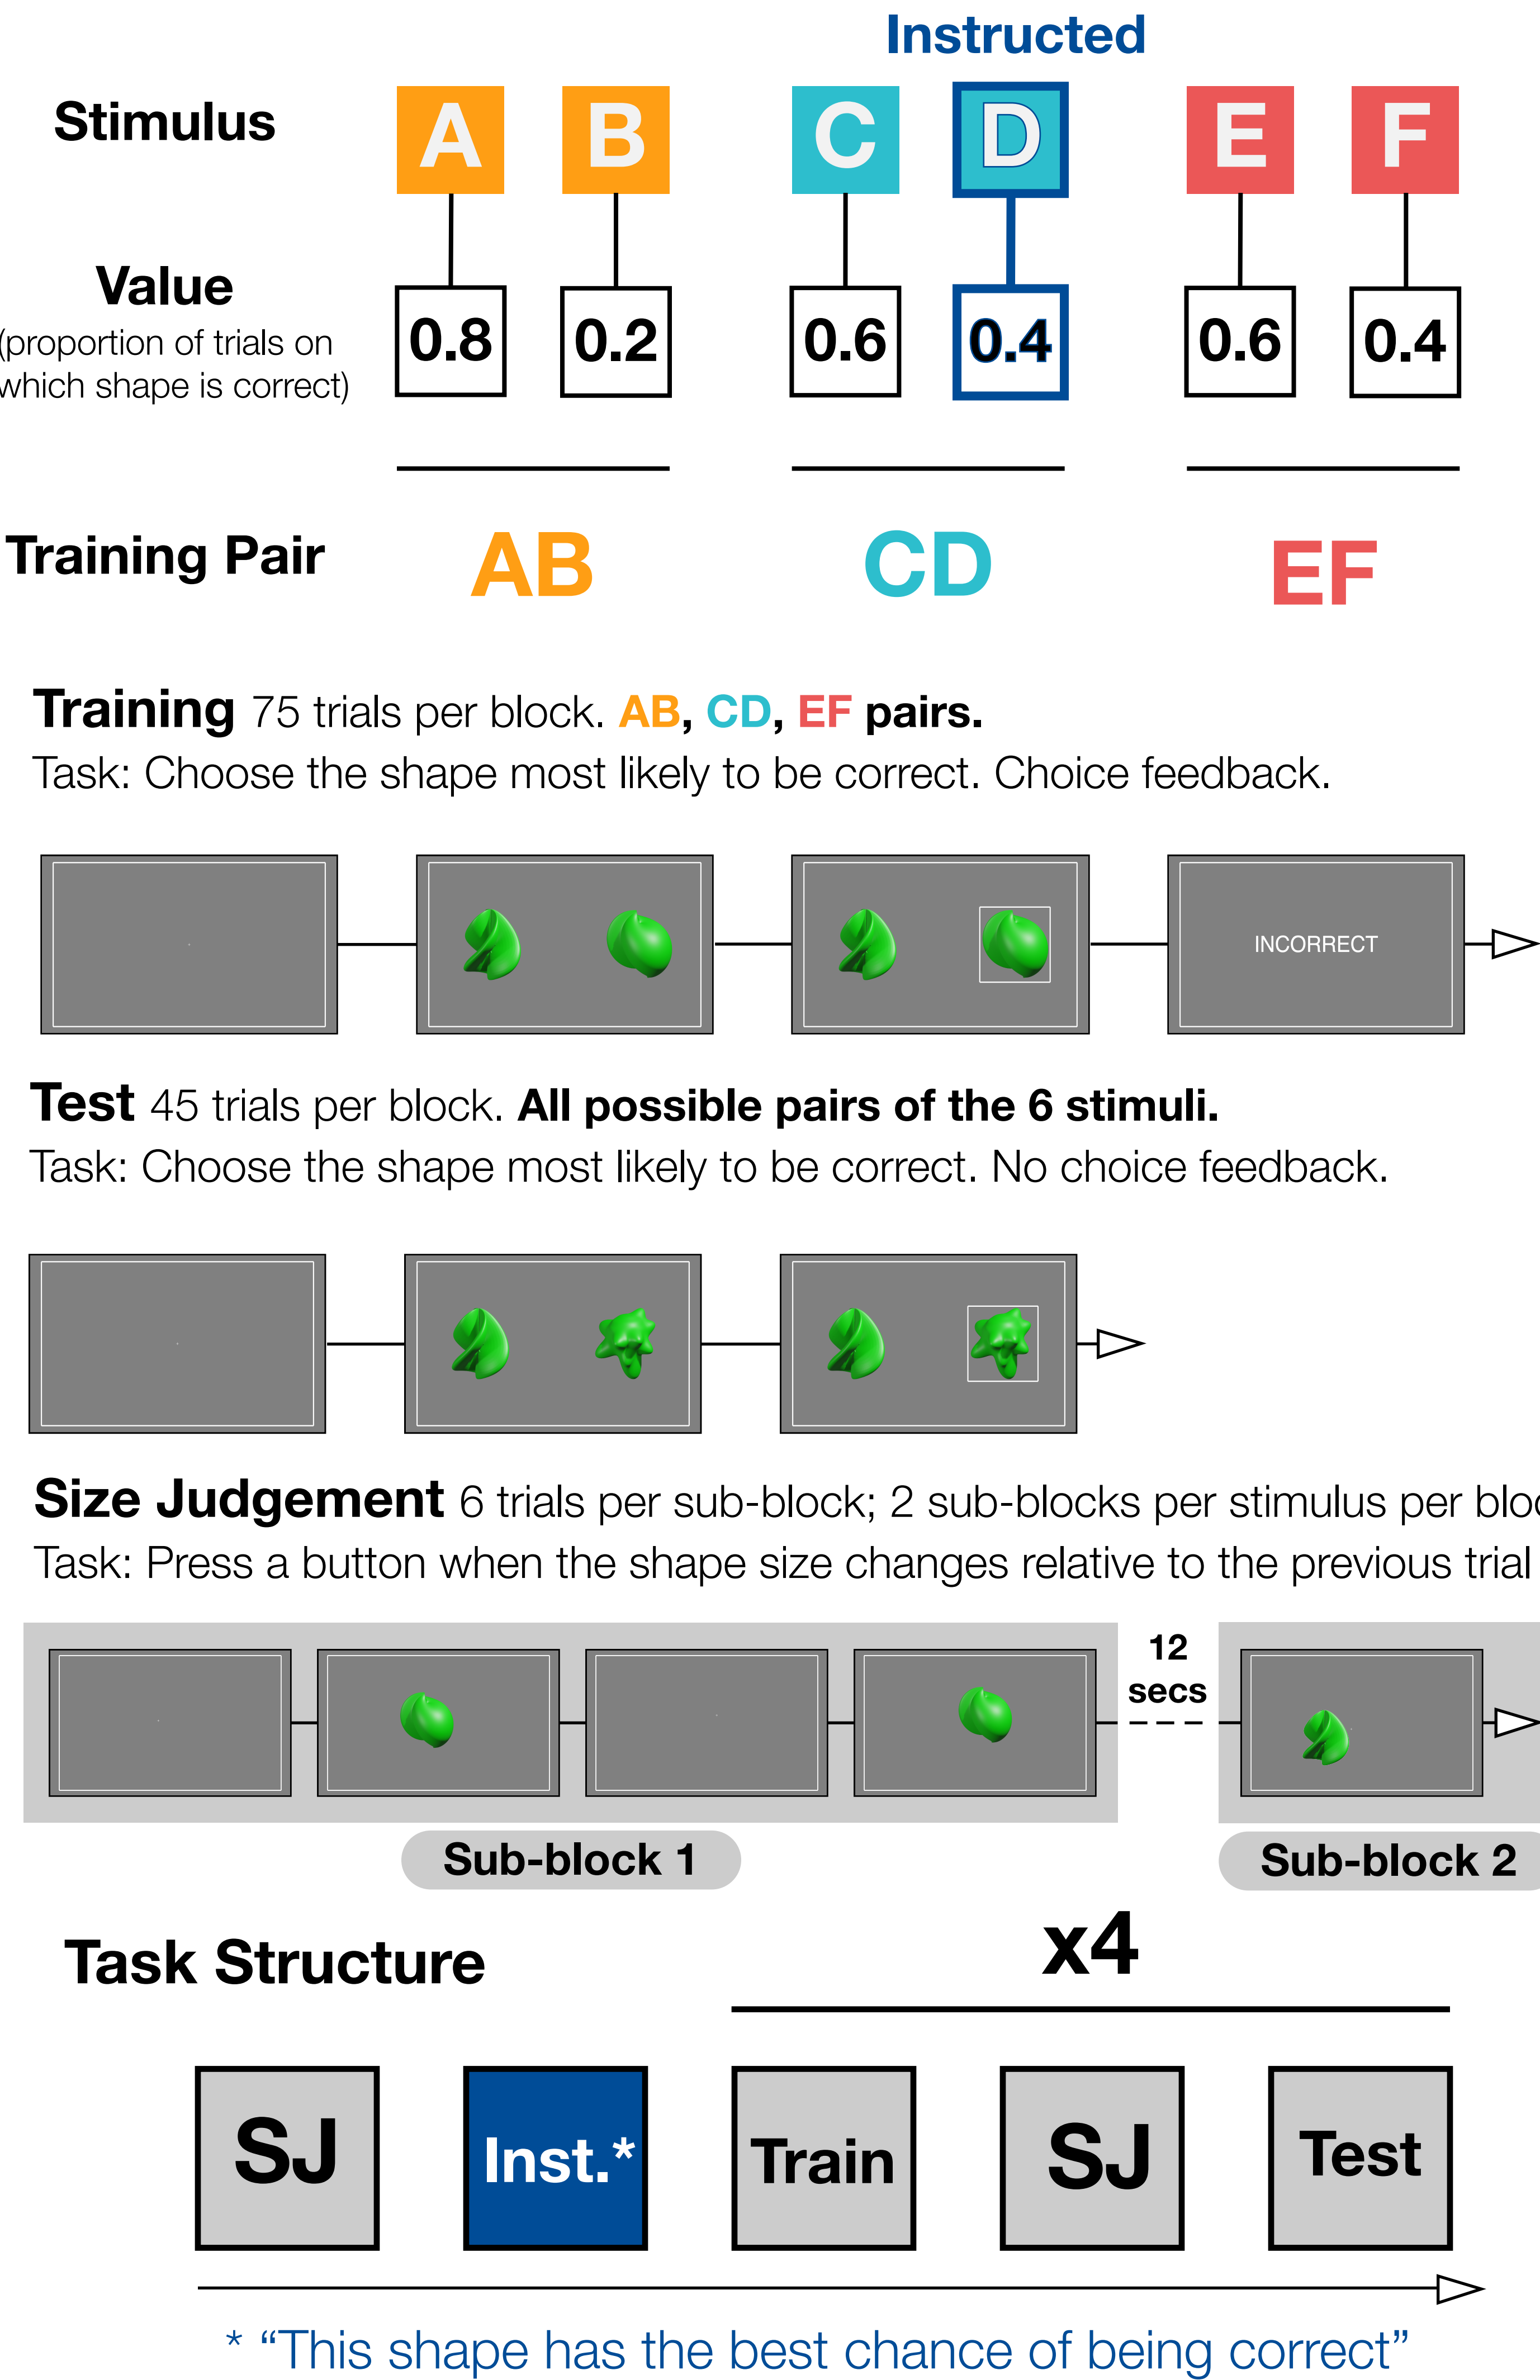 Instructed
Stimulus A B C D E F
Value
(proportion of trials on
which shape is correct)
0.8 0.2 0.6 0.4 0.6 0.4
Training Pair AB CD EF
Training 75 trials per block. AB, CD, EF pairs.
Task: Choose the shape most likely to be correct. Choice feedback.
INCORRECT
Test 45 trials per block. All possible pairs of the 6 stimuli.
Task: Choose the shape most likely to be correct. No choice feedback.
Size Judgement 6 trials per sub-block; 2 sub-blocks per stimulus per
Task: Press a button when the shape size changes relative to the previous trial
12
secs
Sub-block 1 Sub-block 2
x4
Task Structure
SJ Inst.* Train SJ Test
* “This shape has the best chance of being correct”